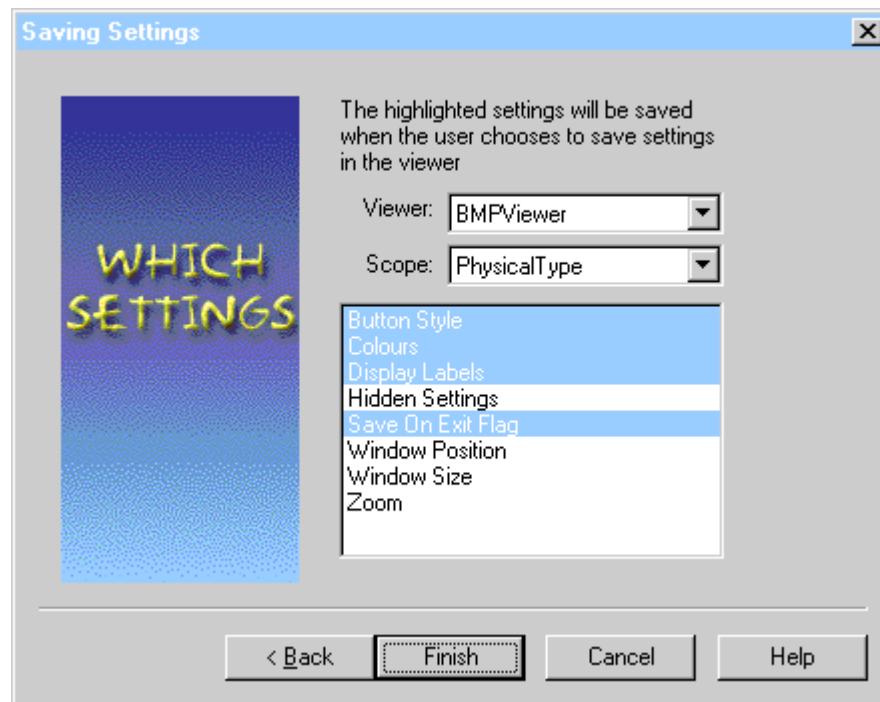 Saving Settings
WHICH
SETTINGS
The highlighted settings will be saved
when the user chooses to save settings
in the viewer
Viewer: BMPViewer
Scope: PhysicalType
Button Style
Colours
Display Labels
Hidden Settings
Save On Exit Flag
Window Position
Window Size
Zoom
< Back Finish Cancel Help